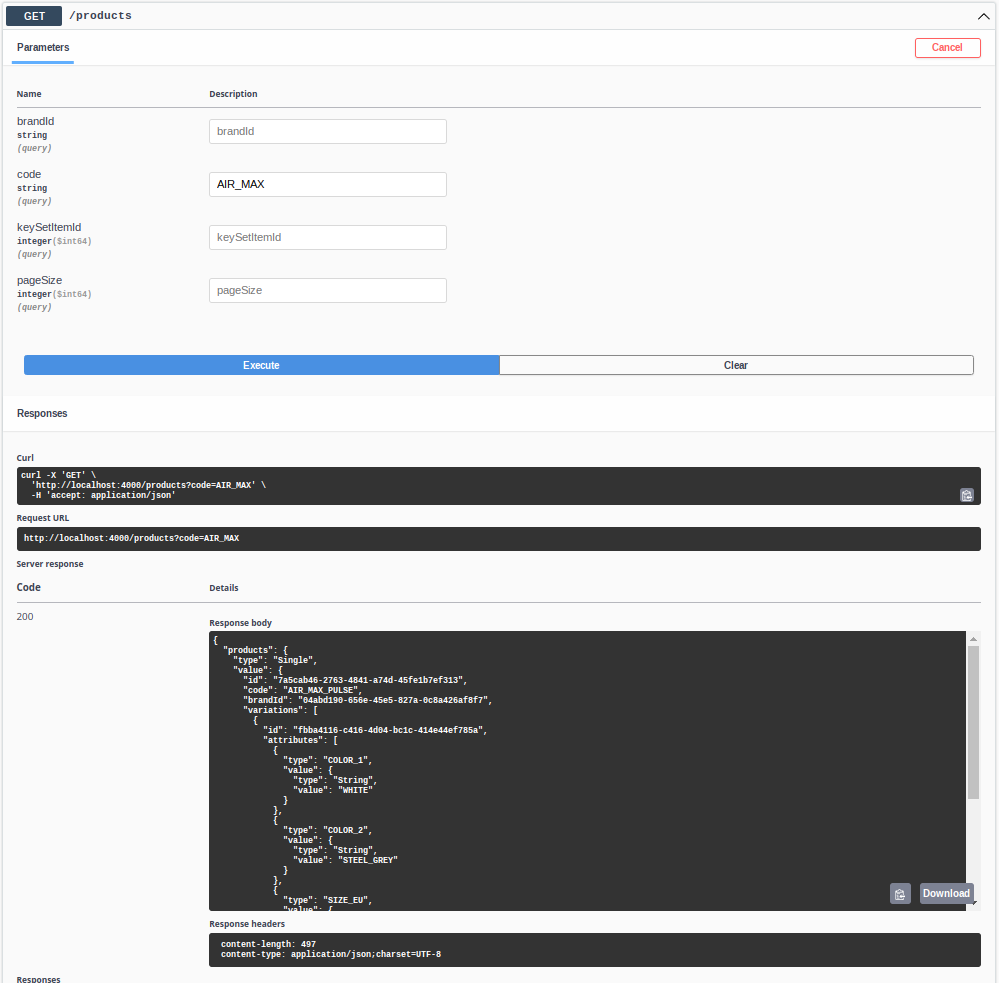 GET /products
Parameters
Cancel
Name Description
brandId
string
(query)
brandId
code
string
(query)
AIR_MAX
keySetItemId
integer($int64)
(query)
keySetItemId
pageSize
integer($int64)
(query)
pageSize
Execute Clear
Responses
Curl
curl -X 'GET' \
  'http://localhost:4000/products?code=AIR_MAX' \
  -H 'accept: application/json'
Request URL
http://localhost:4000/products?code=AIR_MAX
Server response
Code Details
200
Response body
{
  "products": {
    "type": "Single",
    "value": {
      "id": "7a5cab46-2763-4841-a74d-45fe1b7ef313",
      "code": "AIR_MAX_PULSE",
      "brandId": "04abd190-656e-45e5-827a-0c8a426af8f7",
      "variations": [
        {
          "id": "fbba4116-c416-4d04-bc1c-414e44ef785a",
          "attributes": [
            {
              "type": "COLOR_1",
              "value": {
                "type": "String",
                "value": "WHITE"
              }
            },
            {
              "type": "COLOR_2",
              "value": {
                "type": "String",
                "value": "STEEL_GREY"
              }
            },
            {
              "type": "SIZE_EU",
              "value": {
Download
Response headers
content-length: 497
content-type: application/json;charset=UTF-8
Responses